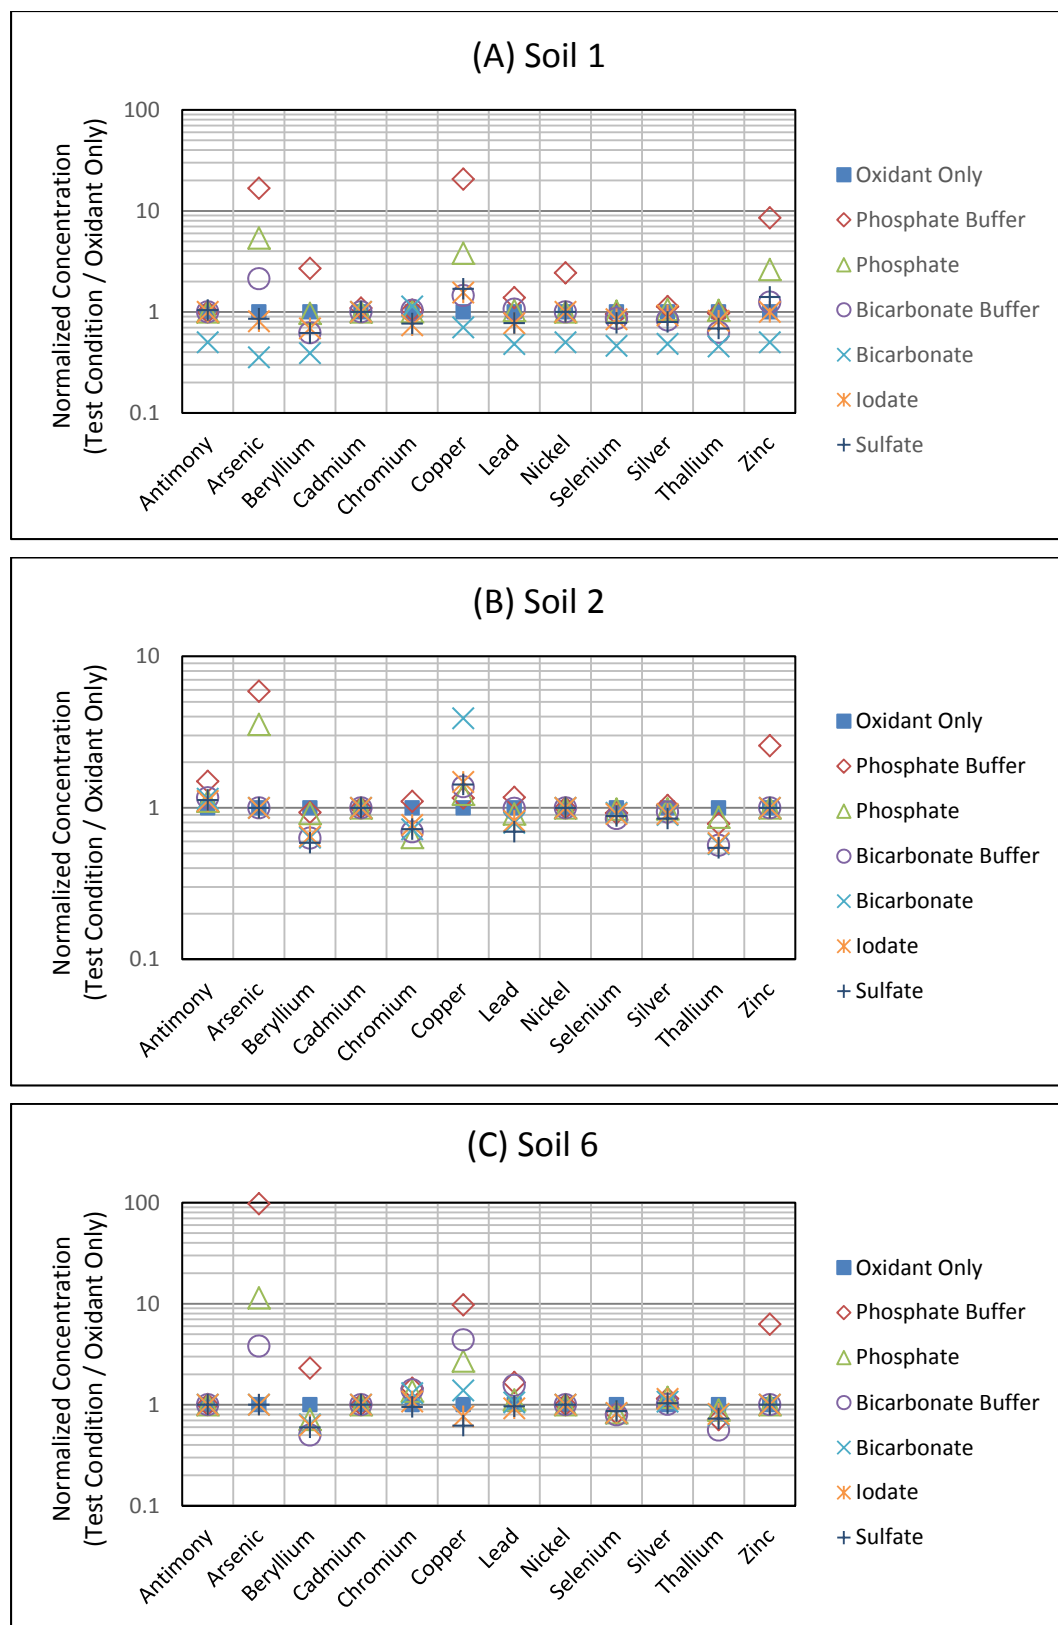 (A) Soil 1
Normalized Concentration
(Test Condition / Oxidant Only)
100
10
1
0.1
Antimony
Arsenic
Beryllium
Cadmium
Chromium
Copper
Lead
Nickel
Selenium
Silver
Thallium
Zinc
Oxidant Only
Phosphate Buffer
Phosphate
Bicarbonate Buffer
Bicarbonate
Iodate
Sulfate
(B) Soil 2
Normalized Concentration
(Test Condition / Oxidant Only)
10
1
0.1
Antimony
Arsenic
Beryllium
Cadmium
Chromium
Copper
Lead
Nickel
Selenium
Silver
Thallium
Zinc
Oxidant Only
Phosphate Buffer
Phosphate
Bicarbonate Buffer
Bicarbonate
Iodate
Sulfate
(C) Soil 6
Normalized Concentration
(Test Condition / Oxidant Only)
100
10
1
0.1
Antimony
Arsenic
Beryllium
Cadmium
Chromium
Copper
Lead
Nickel
Selenium
Silver
Thallium
Zinc
Oxidant Only
Phosphate Buffer
Phosphate
Bicarbonate Buffer
Bicarbonate
Iodate
Sulfate